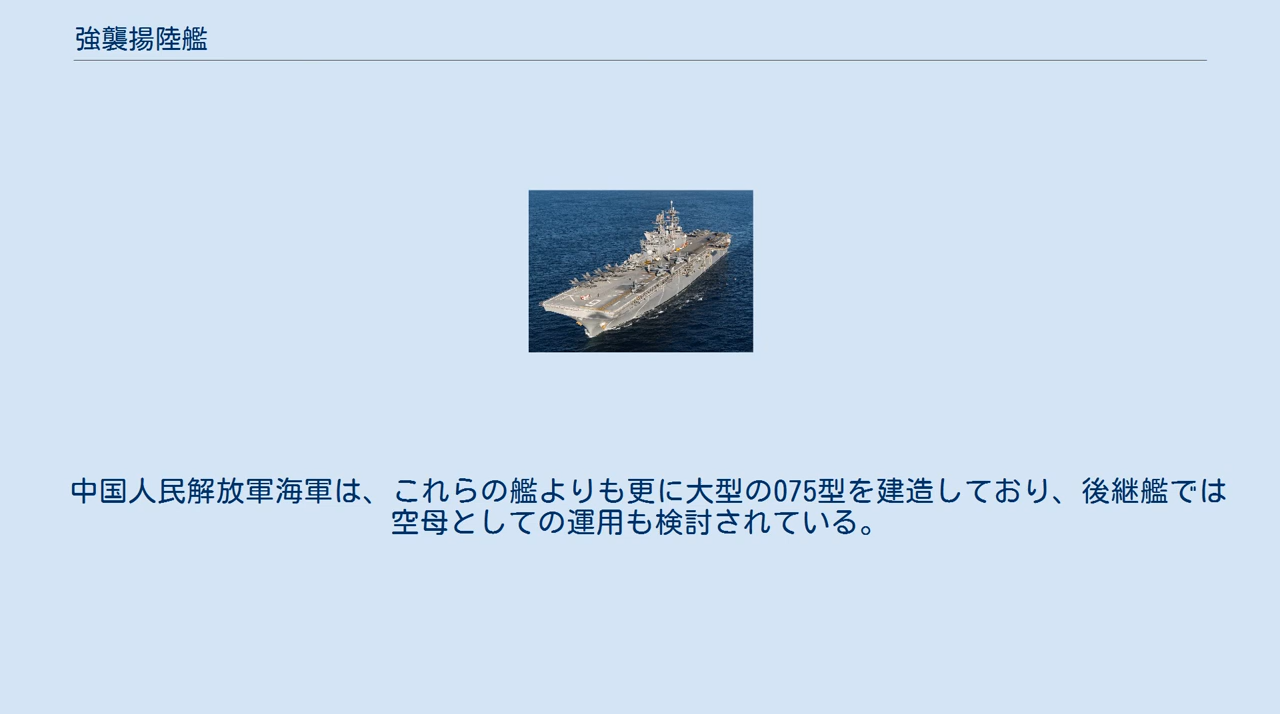 強襲揚陸艦
中国人民解放軍海軍は、これらの艦よりも更に大型の075型を建造しており、後継艦では
空母としての運用も検討されている。